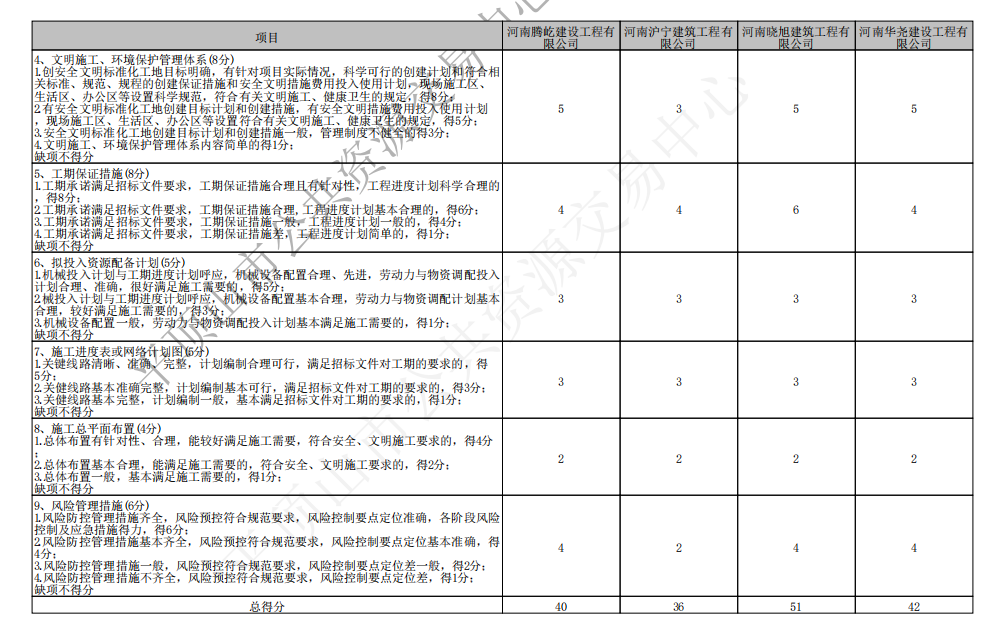 项目
河南腾屹建设工程有
限公司
河南沪宁建筑工程有
限公司
河南晓旭建筑工程有
限公司
河南华尧建设工程有
限公司
4、文明施工、环境保护管理体系(8分)
1.创安全文明标准化工地目标明确，有针对项目实际情况，科学可行的创建计划和符合相
关标准、规范、规程的创建保证措施和安全文明措施费用投入使用计划，现场施工区、
生活区、办公区等设置科学规范，符合有关文明施工、健康卫生的规定，得8分；
2有安全文明标准化工地创建目标计划和创建措施，有安全文明措施费用投入使用计划
，现场施工区、生活区、办公区等设置符合有关文明施工、健康卫生的规定，得5分；
3.安全文明标准化工地创建目标计划和创建措施一般，管理制度不健全的得3分；
4.文明施工、环境保护管理体系内容简单的得1分；
缺项不得分
5
3
5
5
5、工期保证措施(8分)
1.工期承诺满足招标文件要求，工期保证措施合理且有针对性，工程进度计划科学合理的
，得8分；
2工期承诺满足招标文件要求，工期保证措施合理,工程进度计划基本合理的，得6分；
3.工期承诺满足招标文件要求，工期保证措施一般，工程进度计划一般的，得4分；
4.工期承诺满足招标文件要求，工期保证措施差，工程进度计划简单的，得1分；
缺项不得分
4
4
6
4
6、拟投入资源配备计划(5分)
1.机械投入计划与工期进度计划呼应，机械设备配置合理、先进，劳动力与物资调配投入
计划合理、准确，很好满足施工需要的，得5分；
2械投入计划与工期进度计划呼应，机械设备配置基本合理，劳动力与物资调配计划基本
合理，较好满足施工需要的，得3分；
3.机械设备配置一般，劳动力与物资调配投入计划基本满足施工需要的，得1分；
缺项不得分
3
3
3
3
7、施工进度表或网络计划图(5分)
1.关键线路清晰、准确、完整，计划编制合理可行，满足招标文件对工期的要求的，得
5分；
2.关健线路基本准确完整，计划编制基本可行，满足招标文件对工期的要求的，得3分；
3.关健线路基本完整，计划编制一般，基本满足招标文件对工期的要求的，得1分；
缺项不得分
3
3
3
3
8、施工总平面布置(4分)
1.总体布置有针对性、合理，能较好满足施工需要，符合安全、文明施工要求的，得4分
；
2.总体布置基本合理，能满足施工需要的，符合安全、文明施工要求的，得2分；
3.总体布置一般，基本满足施工需要的，得1分；
缺项不得分
2
2
2
2
9、风险管理措施(6分)
1.风险防控管理措施齐全，风险预控符合规范要求，风险控制要点定位准确，各阶段风险
控制及应急措施得力，得6分；
2.风险防控管理措施基本齐全，风险预控符合规范要求，风险控制要点定位基本准确，得
4分；
3.风险防控管理措施一般，风险预控符合规范要求，风险控制要点定位差一般，得2分；
4.风险防控管理措施不齐全，风险预控符合规范要求，风险控制要点定位差，得1分；
缺项不得分
4
2
4
4
总得分
40
36
51
42
平顶山市公共资源交易中心
平顶山市公共资源交易中心